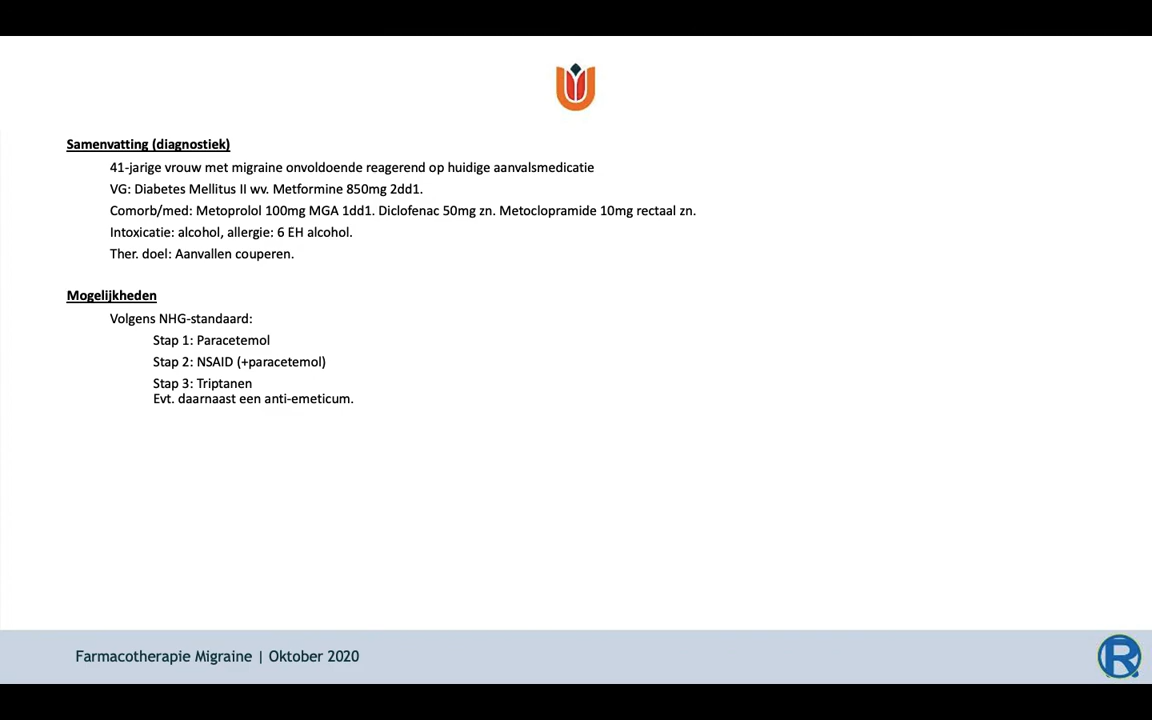 Samenvatting (diagnostiek)
41-jarige vrouw met migraine onvoldoende reagerend op huidige aanvalsmedicatie
VG: Diabetes Mellitus II wv. Metformine 850mg 2dd1.
Comorb/med: Metoprolol 100mg MGA 1dd1. Diclofenac 50mg zn. Metoclopramide 10mg rectaal zn.
Intoxicatie: alcohol, allergie: 6 EH alcohol.
Ther. doel: Aanvallen couperen.
Mogelijkheden
Volgens NHG-standaard:
Stap 1: Paracetemol
Stap 2: NSAID (+paracetemol)
Stap 3: Triptanen
Evt. daarnaast een anti-emeticum.
Farmacotherapie Migraine | Oktober 2020
R